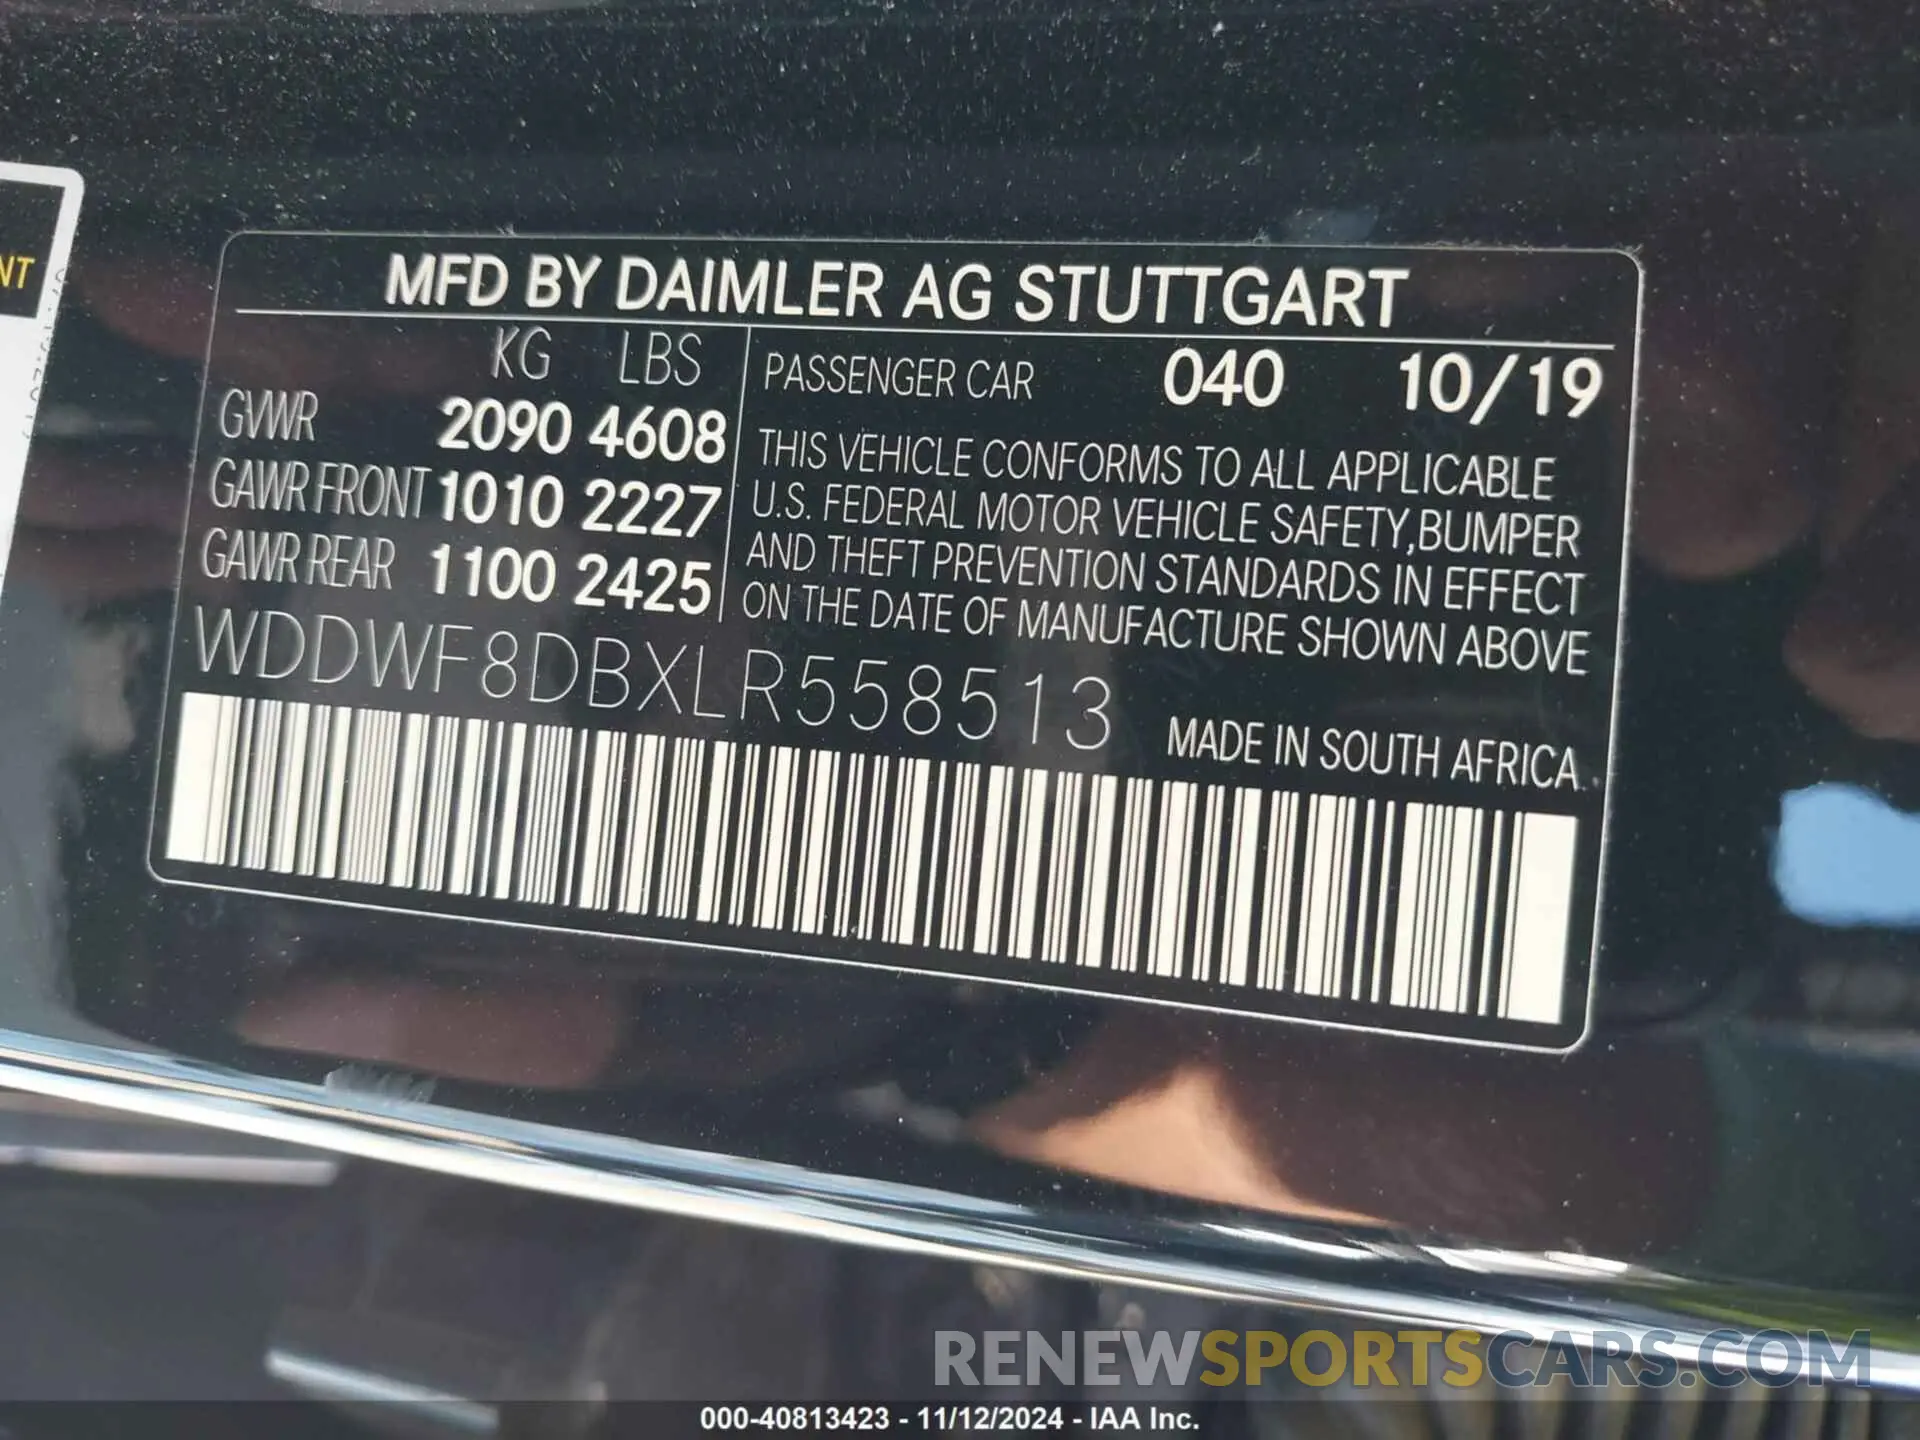 NT
MFD BY DAIMLER AG STUTTGART
KG LBS
GVWR 2090 4608
GAWR FRONT 1010 2227
GAWR REAR 1100 2425
PASSENGER CAR 040 10/19
THIS VEHICLE CONFORMS TO ALL APPLICABLE
U.S. FEDERAL MOTOR VEHICLE SAFETY,BUMPER
AND THEFT PREVENTION STANDARDS IN EFFECT
ON THE DATE OF MANUFACTURE SHOWN ABOVE
WDDWF8DBXLR558513
MADE IN SOUTH AFRICA
RENEWSPORTSCARS.COM
000-40813423 - 11/12/2024 - IAA Inc.